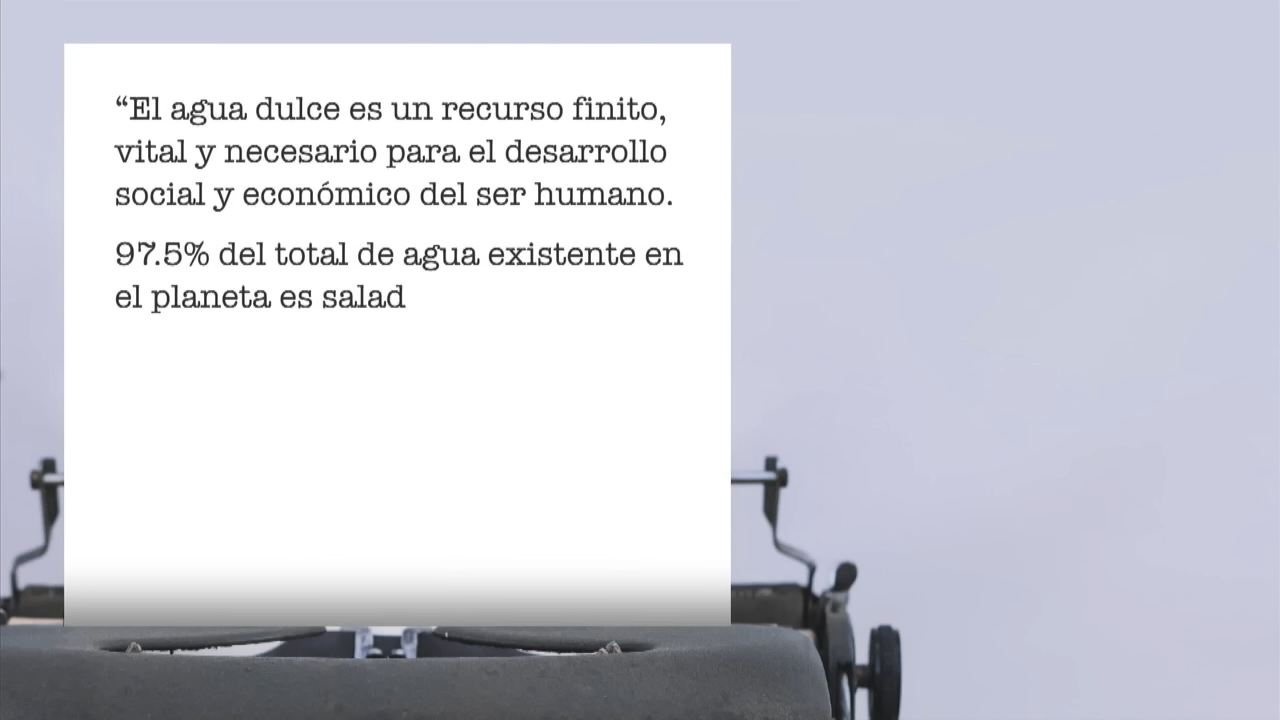 “El agua dulce es un recurso finito,
vital y necesario para el desarrollo
social y económico del ser humano.
97.5% del total de agua existente en
el planeta es salad